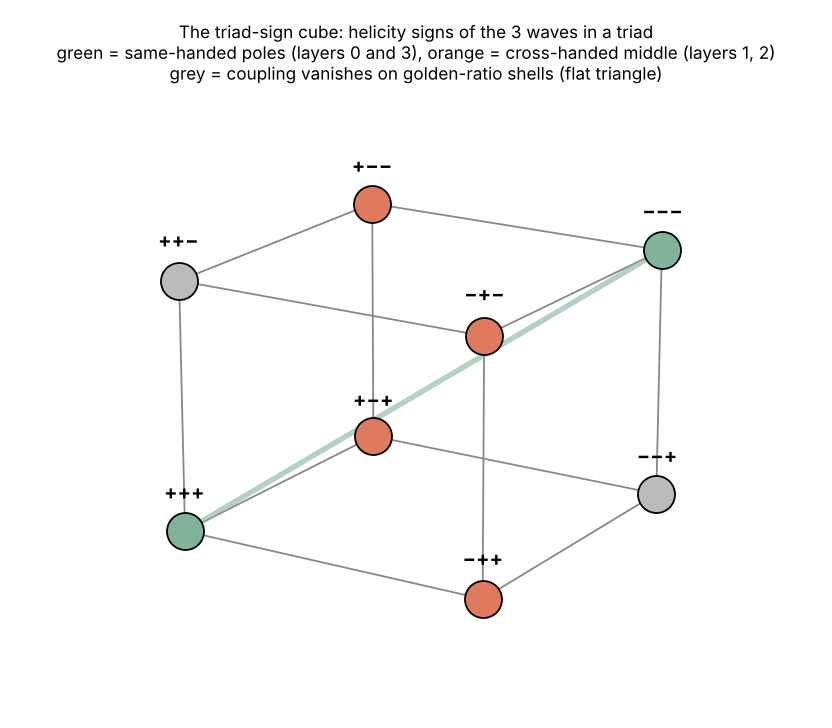 The triad-sign cube: helicity signs of the 3 waves in a triad
green = same-handed poles (layers 0 and 3), orange = cross-handed middle (layers 1, 2)
grey = coupling vanishes on golden-ratio shells (flat triangle)
+−−
−−−
++−
−+−
+−+
−−+
+++
−++